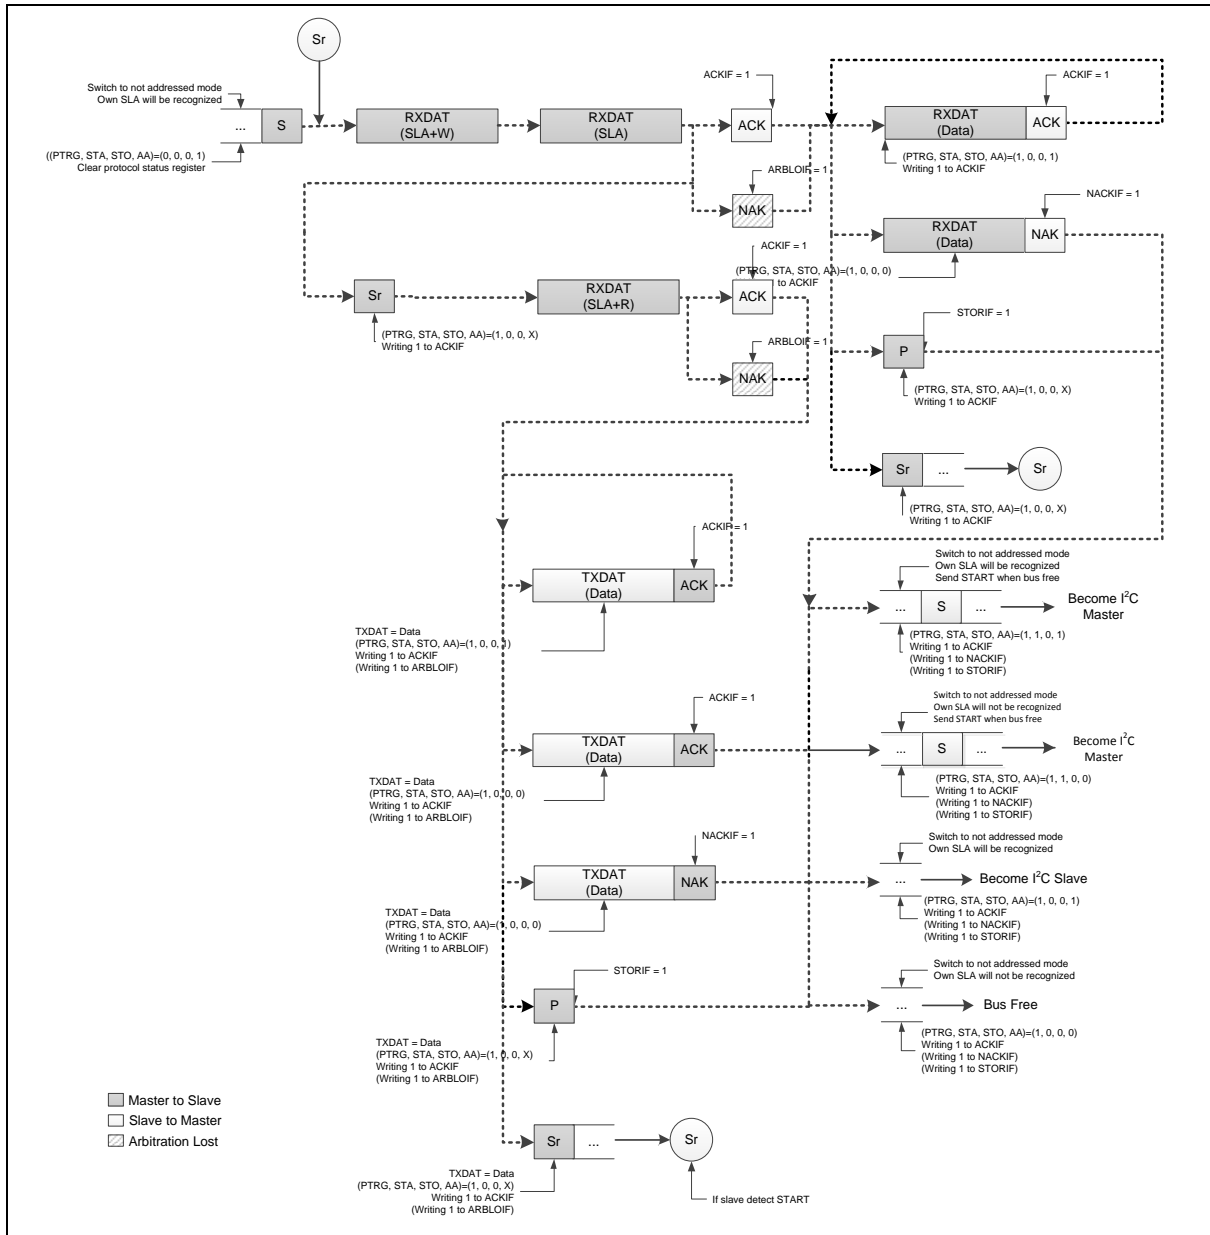 Sr
Switch to not addressed mode
Own SLA will be recognized
...
S
((PTRG, STA, STO, AA)=(0, 0, 0, 1)
Clear protocol status register
RXDAT
(SLA+W)
RXDAT
(SLA)
ACKIF = 1
ACK
ARBLOIF = 1
NAK
ACKIF = 1
RXDAT
(Data)
ACK
(PTRG, STA, STO, AA)=(1, 0, 0, 1)
Writing 1 to ACKIF
NACKIF = 1
RXDAT
(Data)
NAK
(PTRG, STA, STO, AA)=(1, 0, 0, 0)
to ACKIF
Sr
(PTRG, STA, STO, AA)=(1, 0, 0, X)
Writing 1 to ACKIF
RXDAT
(SLA+R)
ACKIF = 1
ACK
ARBLOIF = 1
NAK
STORIF = 1
P
(PTRG, STA, STO, AA)=(1, 0, 0, X)
Writing 1 to ACKIF
Sr
...
Sr
(PTRG, STA, STO, AA)=(1, 0, 0, X)
Writing 1 to ACKIF
ACKIF = 1
TXDAT
(Data)
ACK
TXDAT = Data
(PTRG, STA, STO, AA)=(1, 0, 0, 1)
Writing 1 to ACKIF
(Writing 1 to ARBLOIF)
Switch to not addressed mode
Own SLA will be recognized
Send START when bus free
...
S
...
Become I²C
Master
(PTRG, STA, STO, AA)=(1, 1, 0, 1)
Writing 1 to ACKIF
(Writing 1 to NACKIF)
(Writing 1 to STORIF)
ACKIF = 1
TXDAT
(Data)
ACK
TXDAT = Data
(PTRG, STA, STO, AA)=(1, 0, 0, 0)
Writing 1 to ACKIF
(Writing 1 to ARBLOIF)
Switch to not addressed mode
Own SLA will not be recognized
Send START when bus free
...
S
...
Become I²C
Master
(PTRG, STA, STO, AA)=(1, 1, 0, 0)
Writing 1 to ACKIF
(Writing 1 to NACKIF)
(Writing 1 to STORIF)
NACKIF = 1
TXDAT
(Data)
NAK
TXDAT = Data
(PTRG, STA, STO, AA)=(1, 0, 0, 0)
Writing 1 to ACKIF
(Writing 1 to ARBLOIF)
Switch to not addressed mode
Own SLA will be recognized
...
Become I²C Slave
(PTRG, STA, STO, AA)=(1, 0, 0, 1)
Writing 1 to ACKIF
(Writing 1 to NACKIF)
(Writing 1 to STORIF)
STORIF = 1
P
TXDAT = Data
(PTRG, STA, STO, AA)=(1, 0, 0, X)
Writing 1 to ACKIF
(Writing 1 to ARBLOIF)
Switch to not addressed mode
Own SLA will not be recognized
...
Bus Free
(PTRG, STA, STO, AA)=(1, 0, 0, 0)
Writing 1 to ACKIF
(Writing 1 to NACKIF)
(Writing 1 to STORIF)
Master to Slave
Slave to Master
Arbitration Lost
Sr
...
Sr
TXDAT = Data
(PTRG, STA, STO, AA)=(1, 0, 0, X)
Writing 1 to ACKIF
(Writing 1 to ARBLOIF)
If slave detect START